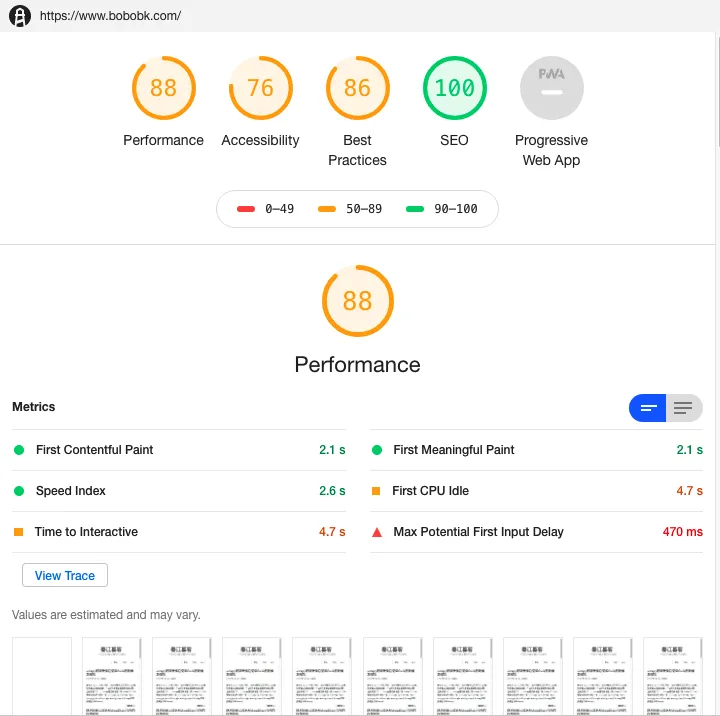 https://www.bobobk.com/
88
76
86
100
PWA
Performance
Accessibility
Best
Practices
SEO
Progressive
Web App
0–49
50–89
90–100
88
Performance
Metrics
First Contentful Paint
2.1 s
First Meaningful Paint
2.1 s
Speed Index
2.6 s
First CPU Idle
4.7 s
Time to Interactive
4.7 s
Max Potential First Input Delay
470 ms
View Trace
Values are estimated and may vary.